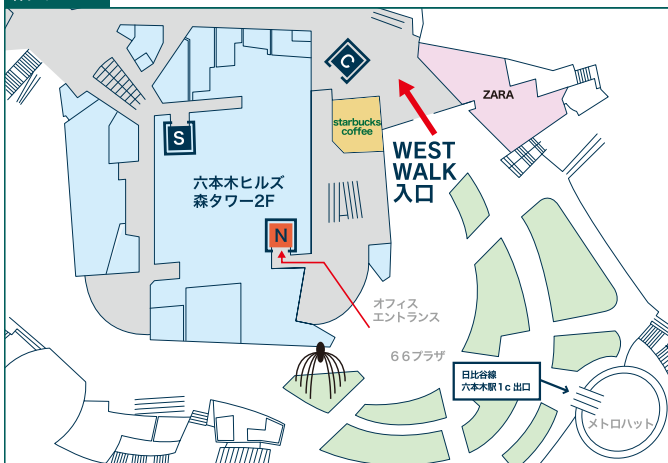 C
ZARA
starbucks
coffee
S
WEST
WALK
入口
六本木ヒルズ
森タワー2F
N
オフィス
エントランス
66プラザ
日比谷線
六本木駅1c出口
メトロハット